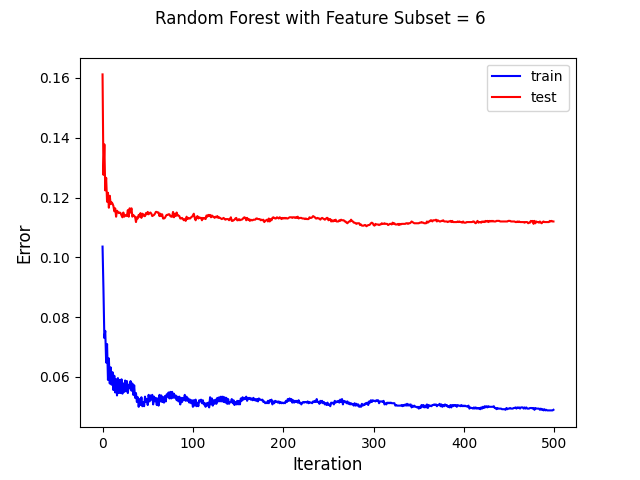 Random Forest with Feature Subset = 6
train
test
0.16
0.14
0.12
0.10
0.08
0.06
Error
0
100
200
300
400
500
Iteration